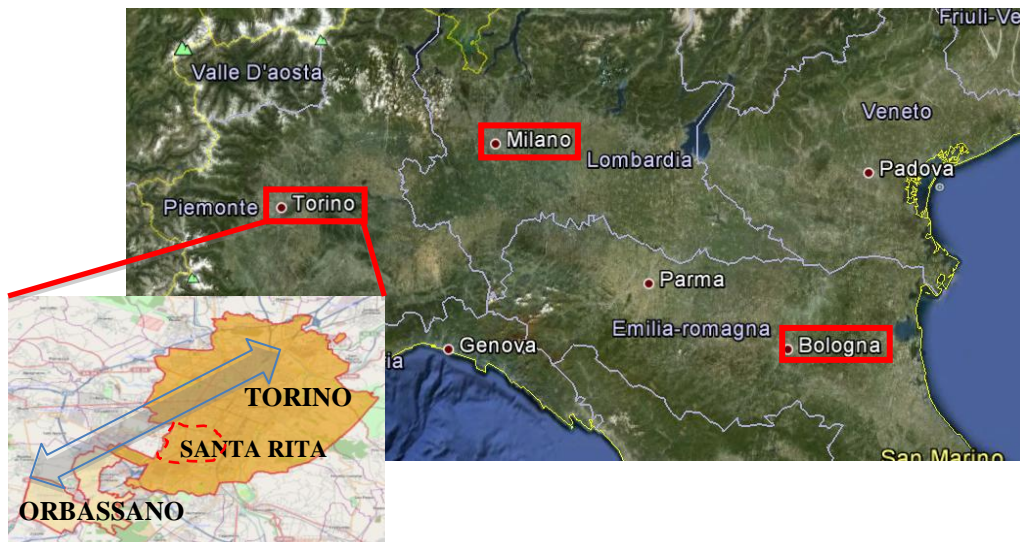 Friuli-Ve
Valle D'aosta
Veneto
Milano
Lombardia
Padova
Piemonte
Torino
Parma
Emilia-romagna
Genova
Bologna
ria
San Marino
TORINO
SANTA RITA
ORBASSANO